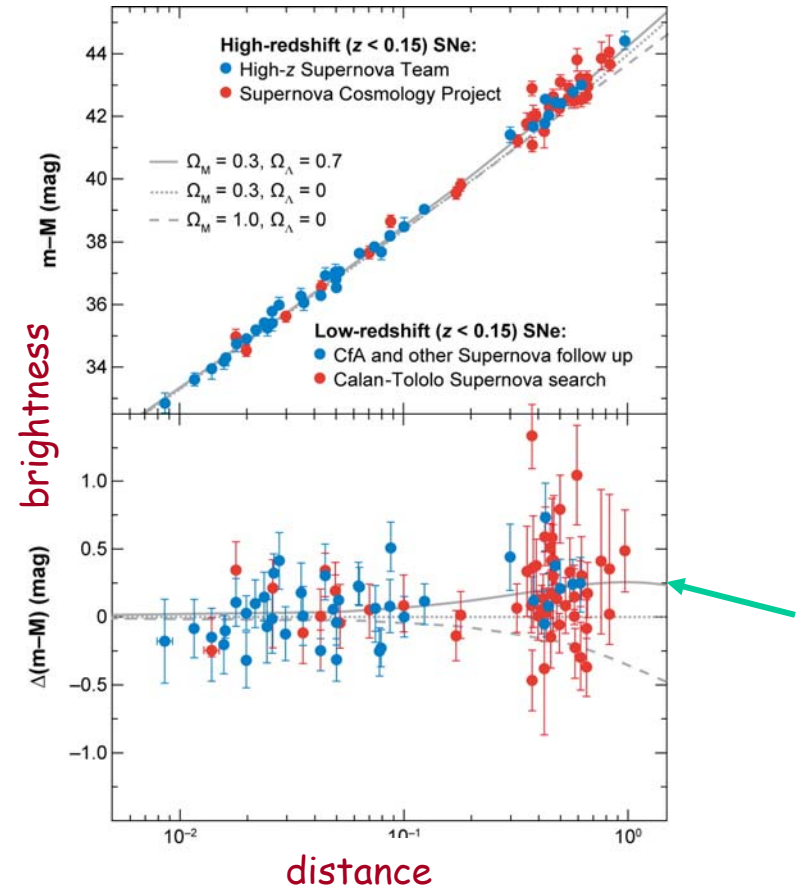 44
42
40
38
36
34
m–M (mag)
High-redshift (z < 0.15) SNe:
High-z Supernova Team
Supernova Cosmology Project
Ω_M = 0.3, Ω_Λ = 0.7
Ω_M = 0.3, Ω_Λ = 0
Ω_M = 1.0, Ω_Λ = 0
Low-redshift (z < 0.15) SNe:
CfA and other Supernova follow up
Calan-Tololo Supernova search
brightness
1.0
0.5
0
–0.5
–1.0
Δ(m–M) (mag)
10⁻²
10⁻¹
10⁰
distance